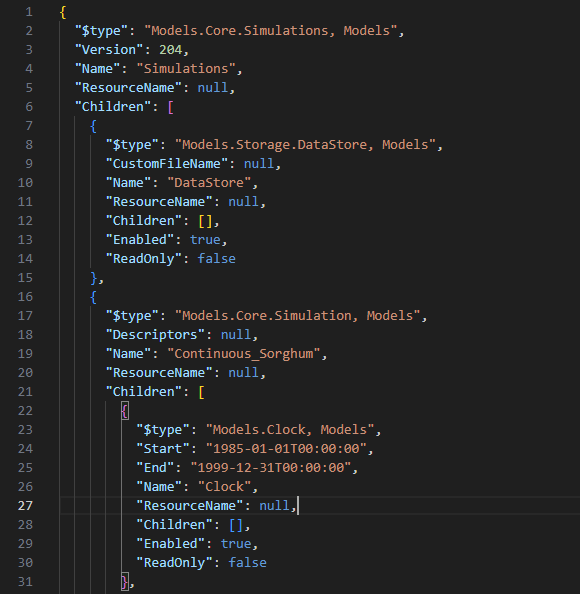 1 {
2 "$type": "Models.Core.Simulations, Models",
3 "Version": 204,
4 "Name": "Simulations",
5 "ResourceName": null,
6 "Children": [
7 {
8 "$type": "Models.Storage.DataStore, Models",
9 "CustomFileName": null,
10 "Name": "DataStore",
11 "ResourceName": null,
12 "Children": [],
13 "Enabled": true,
14 "ReadOnly": false
15 },
16 {
17 "$type": "Models.Core.Simulation, Models",
18 "Descriptors": null,
19 "Name": "Continuous_Sorghum",
20 "ResourceName": null,
21 "Children": [
22 {
23 "$type": "Models.Clock, Models",
24 "Start": "1985-01-01T00:00:00",
25 "End": "1999-12-31T00:00:00",
26 "Name": "Clock",
27 "ResourceName": null,
28 "Children": [],
29 "Enabled": true,
30 "ReadOnly": false
31 },